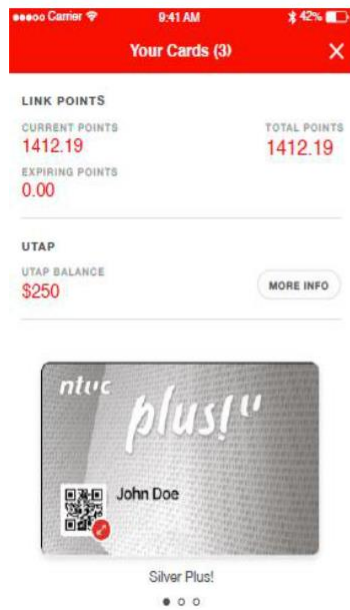 Carrier 9:41 AM 42%
Your Cards (3)
LINK POINTS
CURRENT POINTS TOTAL POINTS
1412.19 1412.19
EXPIRING POINTS
0.00
UTAP
UTAP BALANCE
$250 MORE INFO
ntuc plus! U
John Doe
Silver Plus!